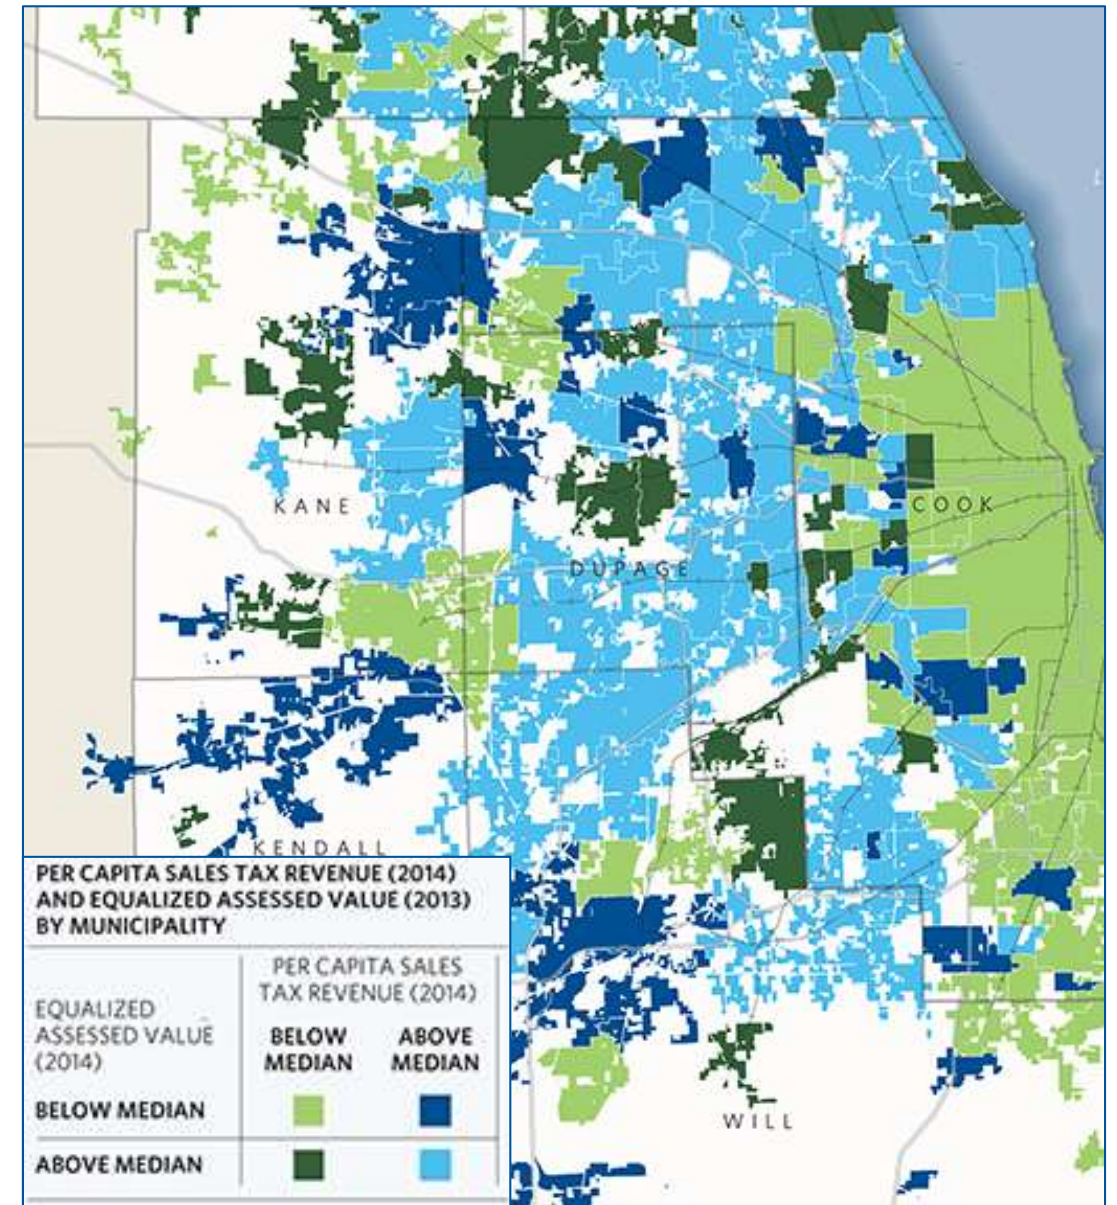 KANE
COOK
DUPAGE
KENDALL
PER CAPITA SALES TAX REVENUE (2014)
AND EQUALIZED ASSESSED VALUE (2013)
BY MUNICIPALITY
PER CAPITA SALES
TAX REVENUE (2014)
EQUALIZED
ASSESSED VALUE
(2014)
BELOW
MEDIAN
ABOVE
MEDIAN
BELOW MEDIAN
ABOVE MEDIAN
WILL